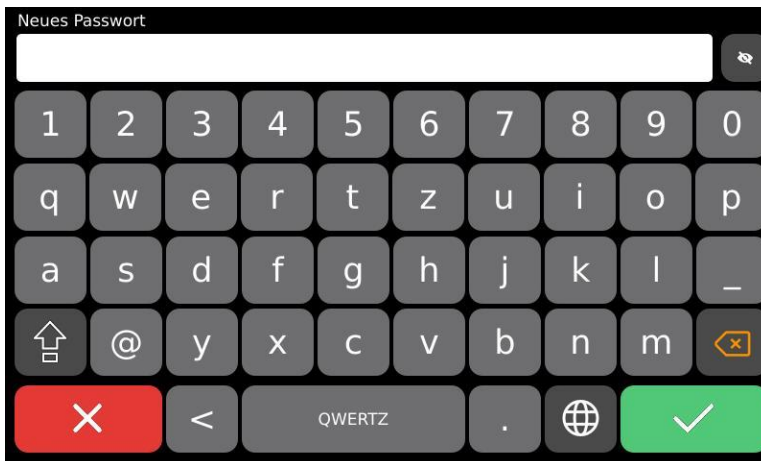 Neues Passwort
1 2 3 4 5 6 7 8 9 0
q w e r t z u i o p
a s d f g h j k l _
@ y x c v b n m
< QWERTZ .